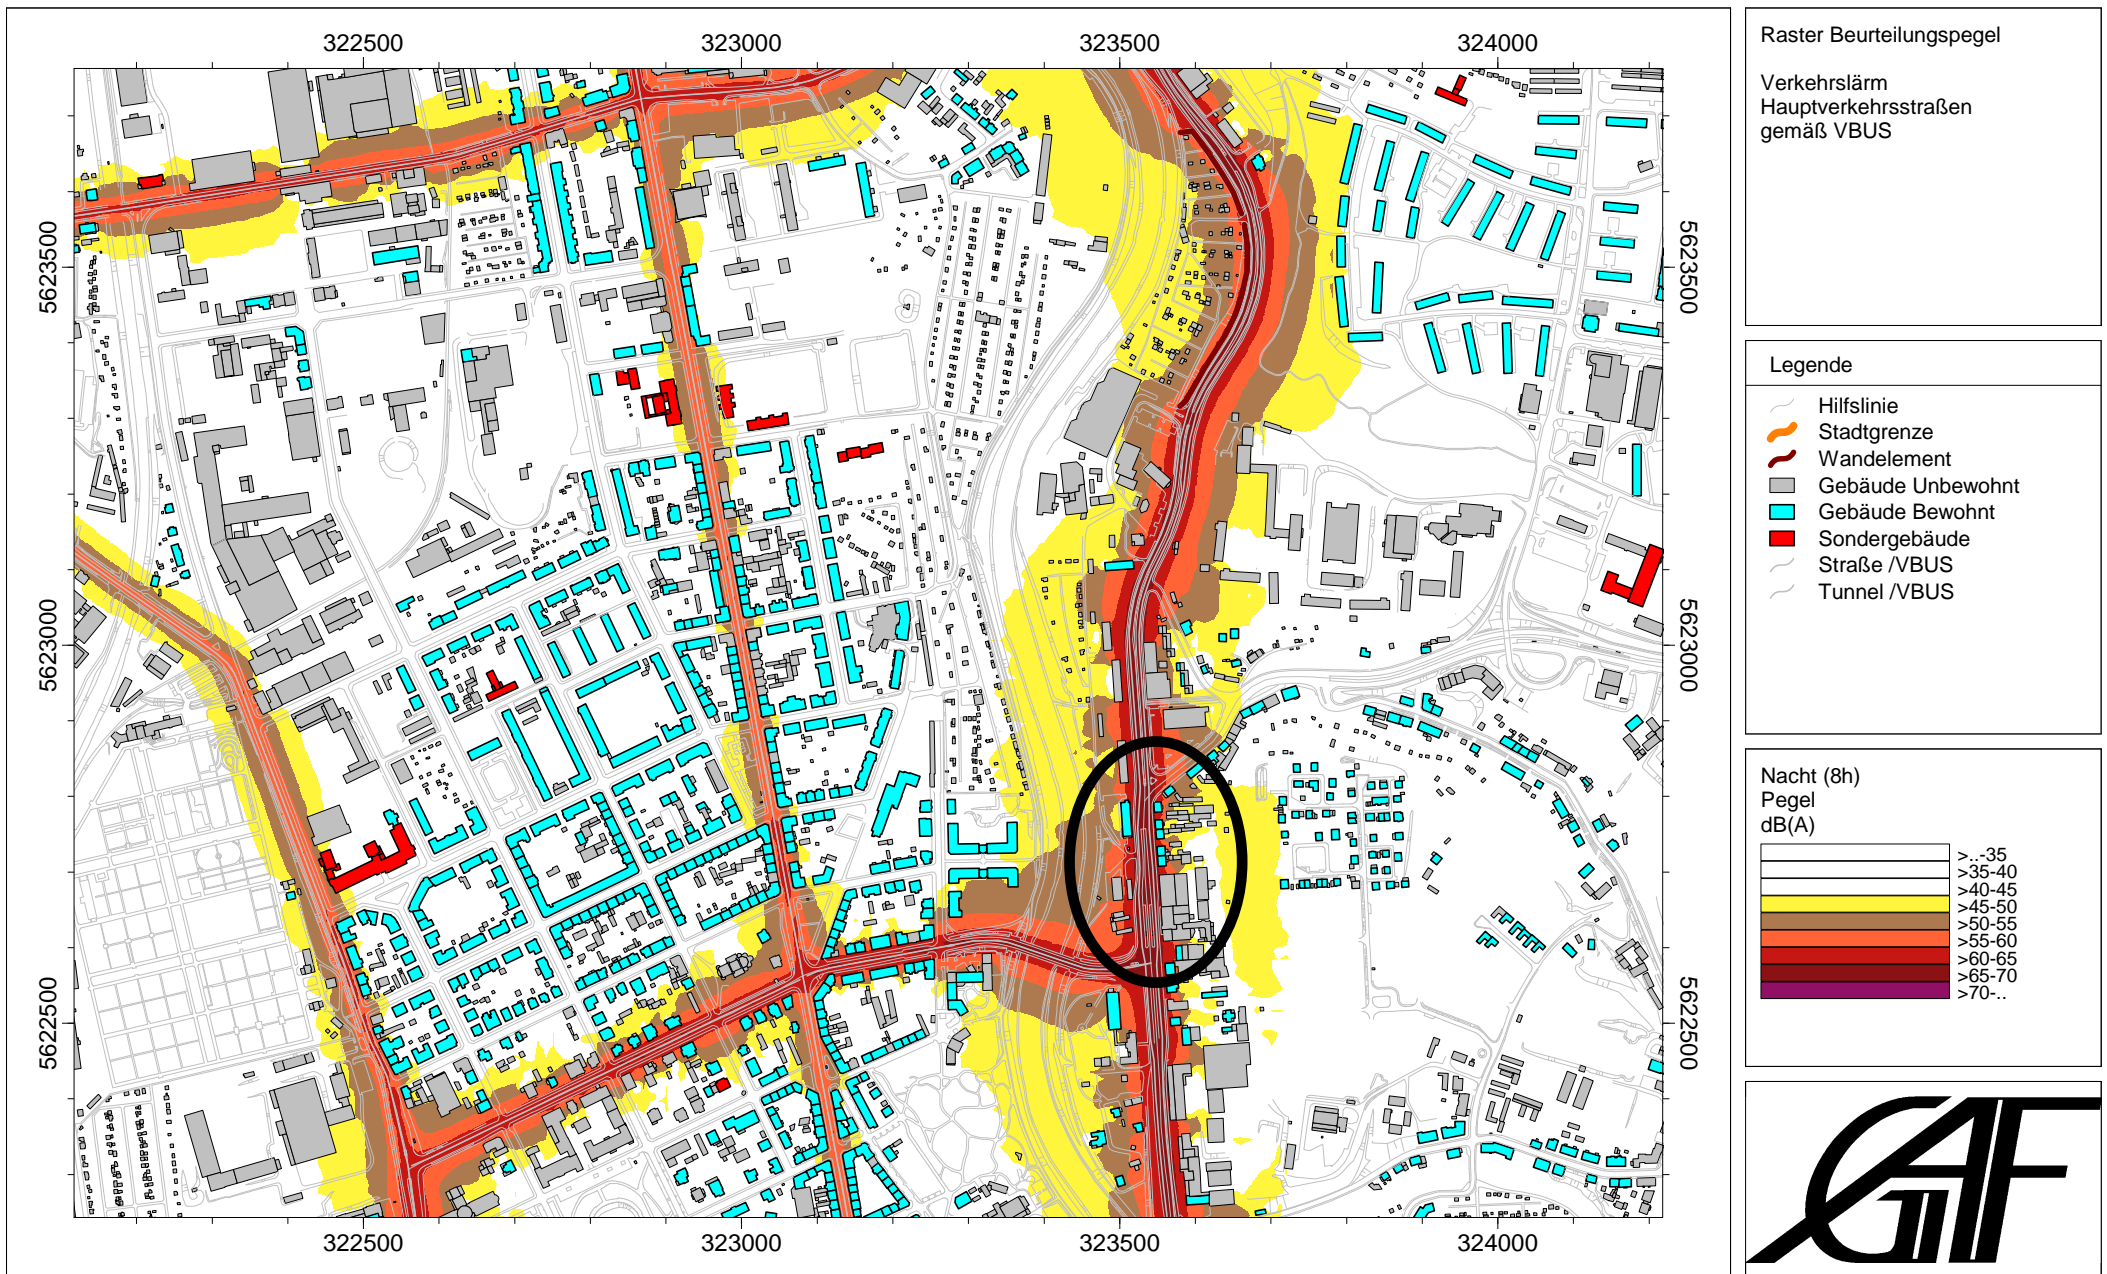 322500 323000 323500 324000
5623500
5623000
5622500
5623500
5623000
5622500
322500 323000 323500 324000
Raster Beurteilungspegel
Verkehrslärm
Hauptverkehrsstraßen
gemäß VBUS
Legende
Hilfslinie
Stadtgrenze
Wandelement
Gebäude Unbewohnt
Gebäude Bewohnt
Sondergebäude
Straße /VBUS
Tunnel /VBUS
Nacht (8h)
Pegel
dB(A)
>..-35
>35-40
>40-45
>45-50
>50-55
>55-60
>60-65
>65-70
>70-..
GAF